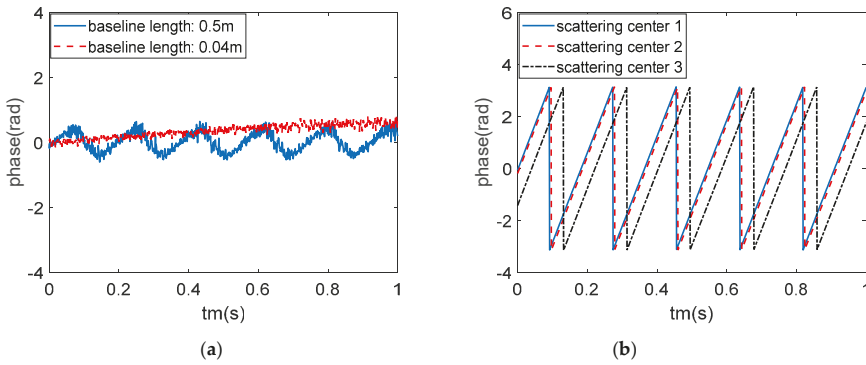 4
2
0
-2
-4
phase(rad)
baseline length: 0.5m
baseline length: 0.04m
0
0.2
0.4
0.6
0.8
1
tm(s)
(a)
6
4
2
0
-2
-4
phase(rad)
scattering center 1
scattering center 2
scattering center 3
0
0.2
0.4
0.6
0.8
1
tm(s)
(b)